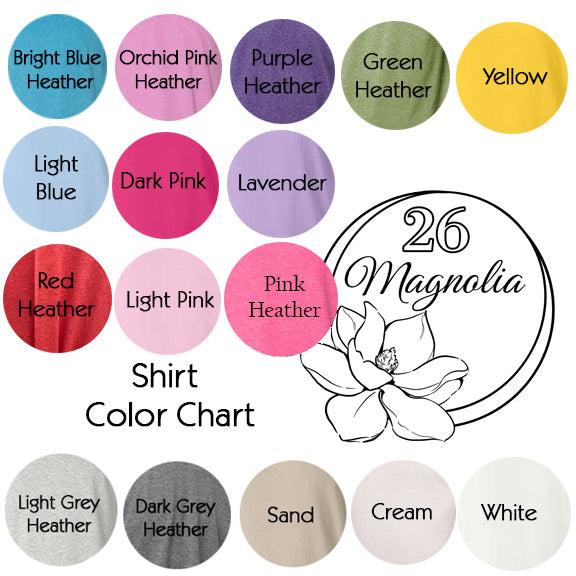 Bright Blue
Heather
Orchid Pink
Heather
Purple
Heather
Green
Heather
Yellow
Light
Blue
Dark Pink
Lavender
26
Magnolia
Red
Heather
Light Pink
Pink
Heather
Shirt
Color Chart
Light Grey
Heather
Dark Grey
Heather
Sand
Cream
White